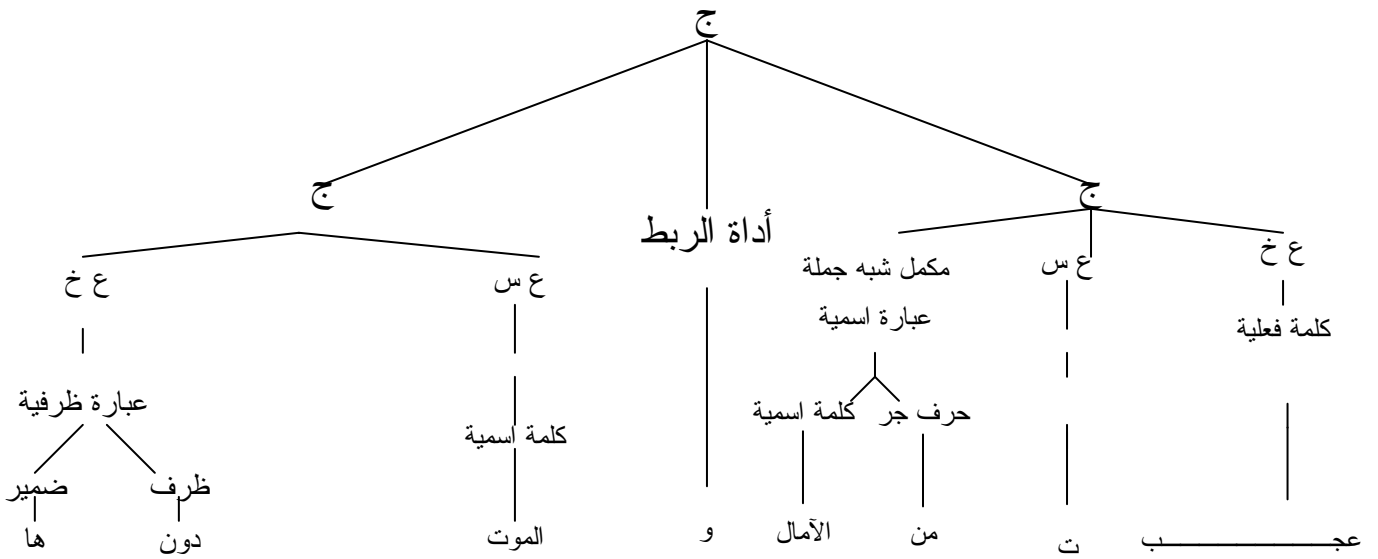 ج
ج
ج
أداة الربط
ع خ
ع س
مكمل شبه جملة
ع س
ع خ
عبارة اسمية
كلمة فعلية
عبارة ظرفية
حرف جر
كلمة اسمية
كلمة اسمية
ظرف
ضمير
عجـــــــــــب
ت
من
الآمال
و
الموت
دون
ها